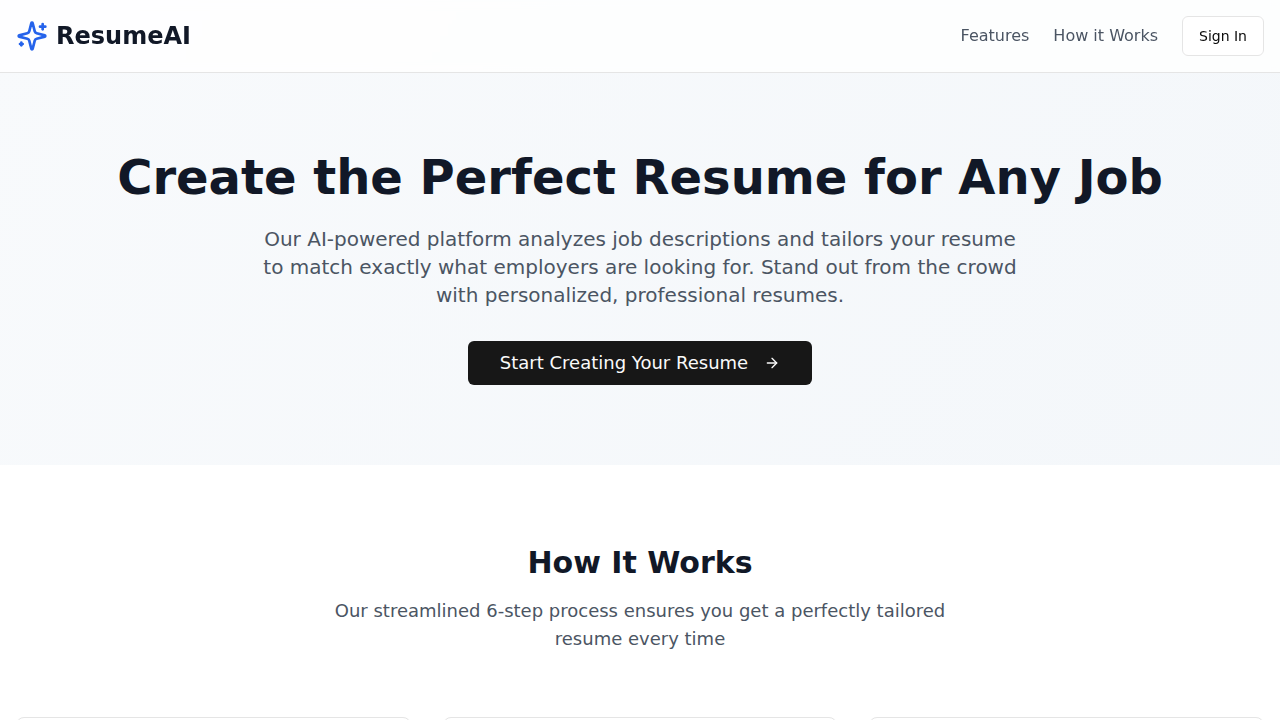 ResumeAI
Features
How it Works
Sign In
Create the Perfect Resume for Any Job
Our AI-powered platform analyzes job descriptions and tailors your resume
to match exactly what employers are looking for. Stand out from the crowd
with personalized, professional resumes.
Start Creating Your Resume
How It Works
Our streamlined 6-step process ensures you get a perfectly tailored
resume every time